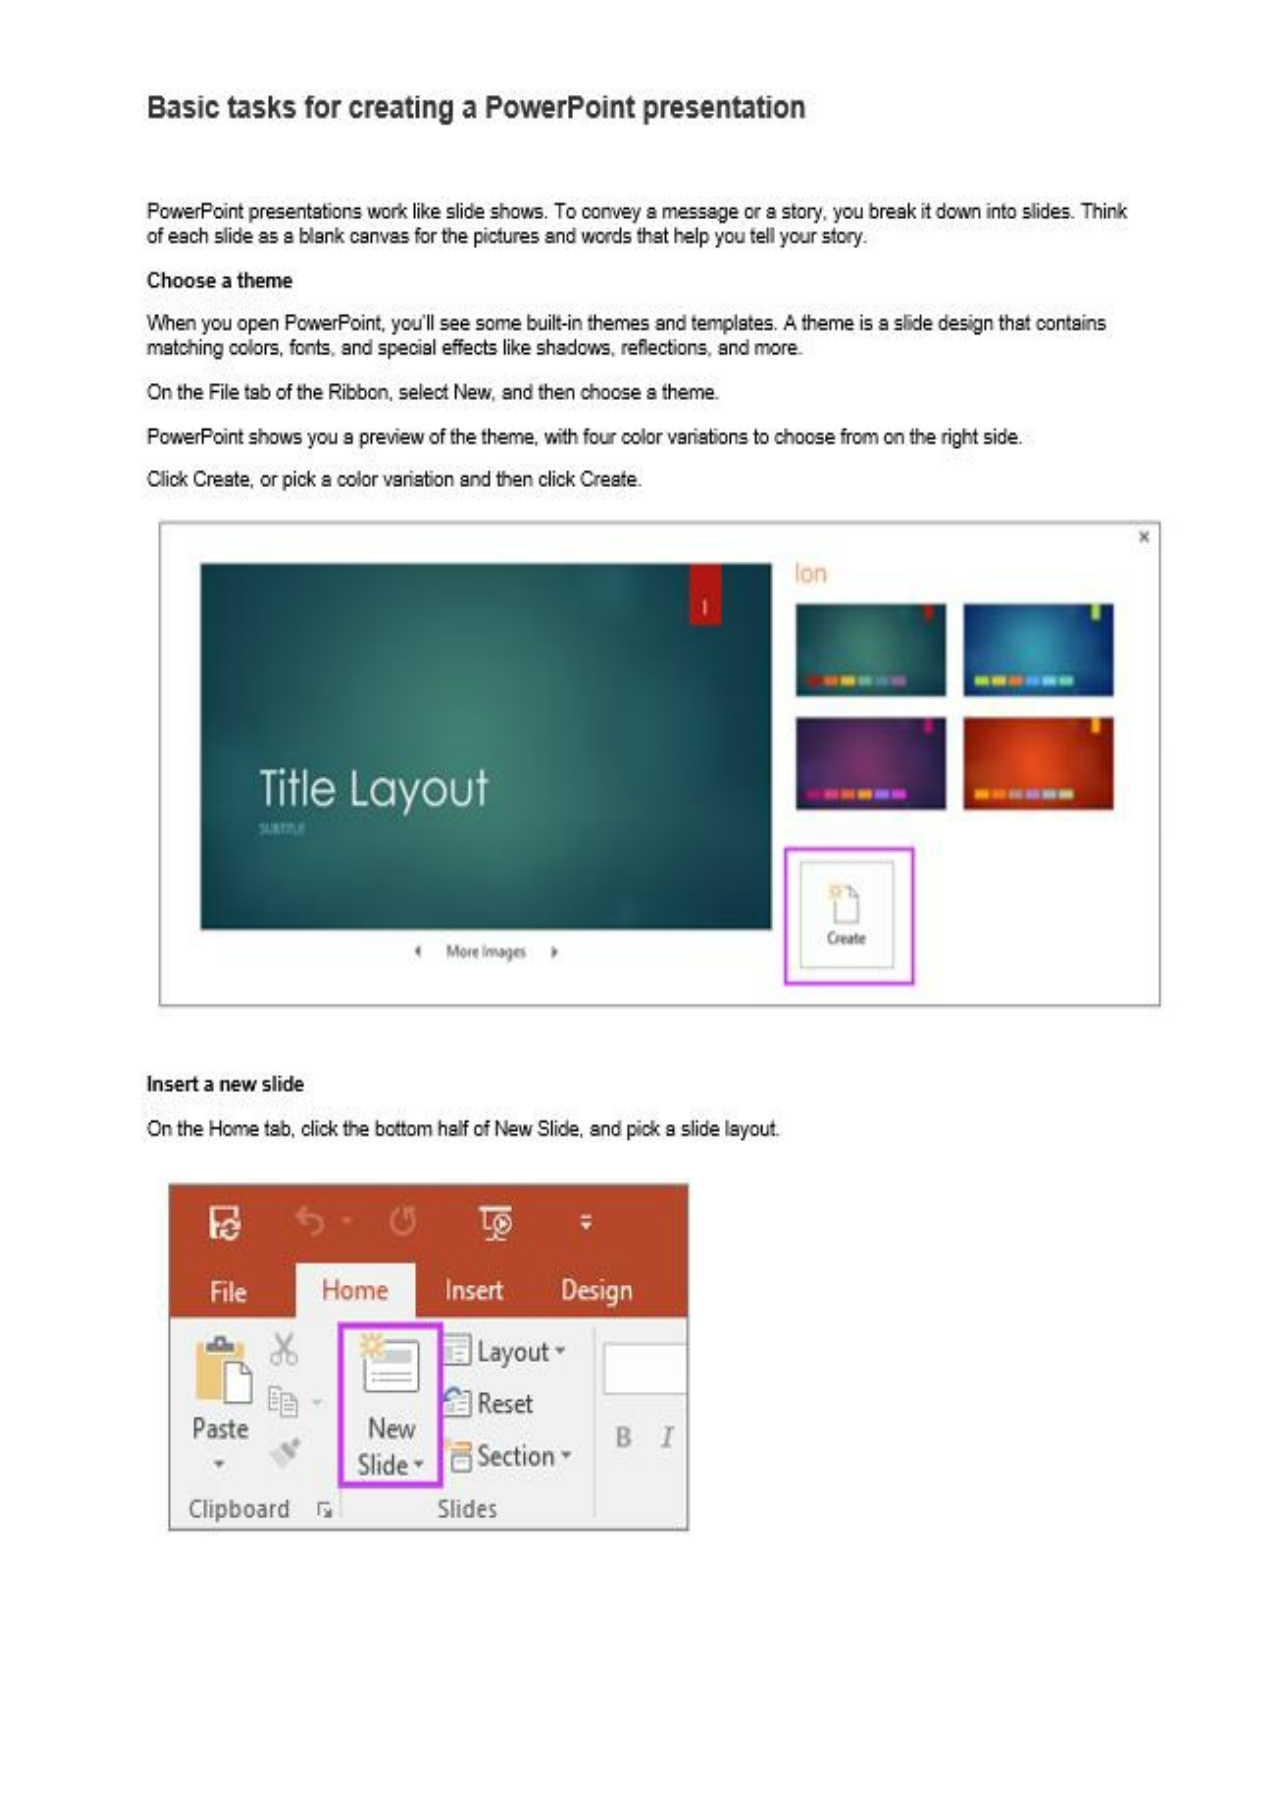 Basic tasks for creating a PowerPoint presentation
PowerPoint presentations work like slide shows. To convey a message or a story, you break it down into slides. Think
of each slide as a blank canvas for the pictures and words that help you tell your story.
Choose a theme
When you open PowerPoint, you'll see some built-in themes and templates. A theme is a slide design that contains
matching colors, fonts, and special effects like shadows, reflections, and more.
On the File tab of the Ribbon, select New, and then choose a theme.
PowerPoint shows you a preview of the theme, with four color variations to choose from on the right side.
Click Create, or pick a color variation and then click Create.
1
Title Layout
SUBTITLE
More Images
Ion
Create
Insert a new slide
On the Home tab, click the bottom half of New Slide, and pick a slide layout.
File Home Insert Design
Paste
Clipboard
New
Slide
Layout
Reset
Section
Slides
B I